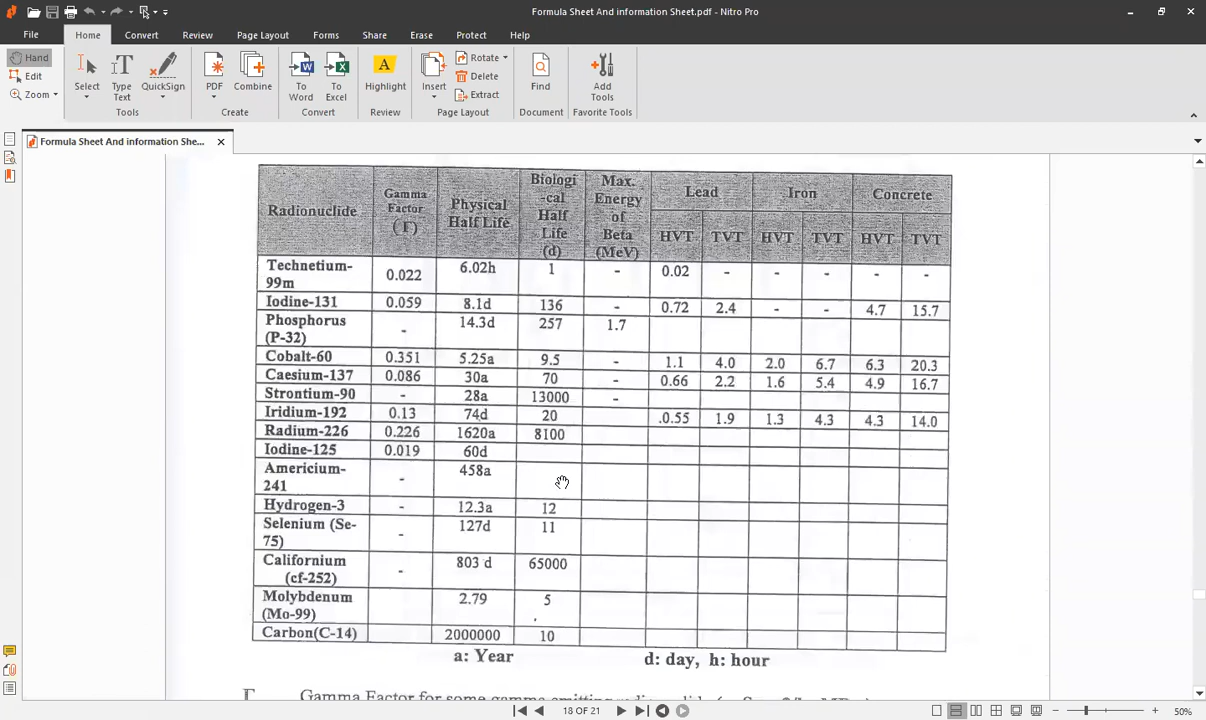 Formula Sheet And information Sheet.pdf - Nitro Pro
File Home Convert Review Page Layout Forms Share Erase Protect Help
Hand
Edit
Zoom
Select
Type Text
QuickSign
Tools
PDF
Combine
Create
To Word
To Excel
Convert
Highlight
Review
Insert
Rotate
Delete
Extract
Page Layout
Find
Document
Add Tools
Favorite Tools
Formula Sheet And information She...
Radionuclide Gamma Factor (Γ) Physical Half Life Biologi-cal Half Life (d) Max. Energy of Beta (MeV) Lead Iron Concrete
HVT TVT HVT TVT HVT TVT
Technetium-99m 0.022 6.02h 1 - 0.02 - - - - -
Iodine-131 0.059 8.1d 136 - 0.72 2.4 - - 4.7 15.7
Phosphorus (P-32) - 14.3d 257 1.7
Cobalt-60 0.351 5.25a 9.5 - 1.1 4.0 2.0 6.7 6.3 20.3
Caesium-137 0.086 30a 70 - 0.66 2.2 1.6 5.4 4.9 16.7
Strontium-90 - 28a 13000 -
Iridium-192 0.13 74d 20 .0.55 1.9 1.3 4.3 4.3 14.0
Radium-226 0.226 1620a 8100
Iodine-125 0.019 60d
Americium-241 - 458a
Hydrogen-3 - 12.3a 12
Selenium (Se-75) - 127d 11
Californium (cf-252) - 803 d 65000
Molybdenum (Mo-99) 2.79 5
Carbon(C-14) 2000000 10
a: Year d: day, h: hour
Γ Gamma Factor for some gamma emitting
18 OF 21
50%